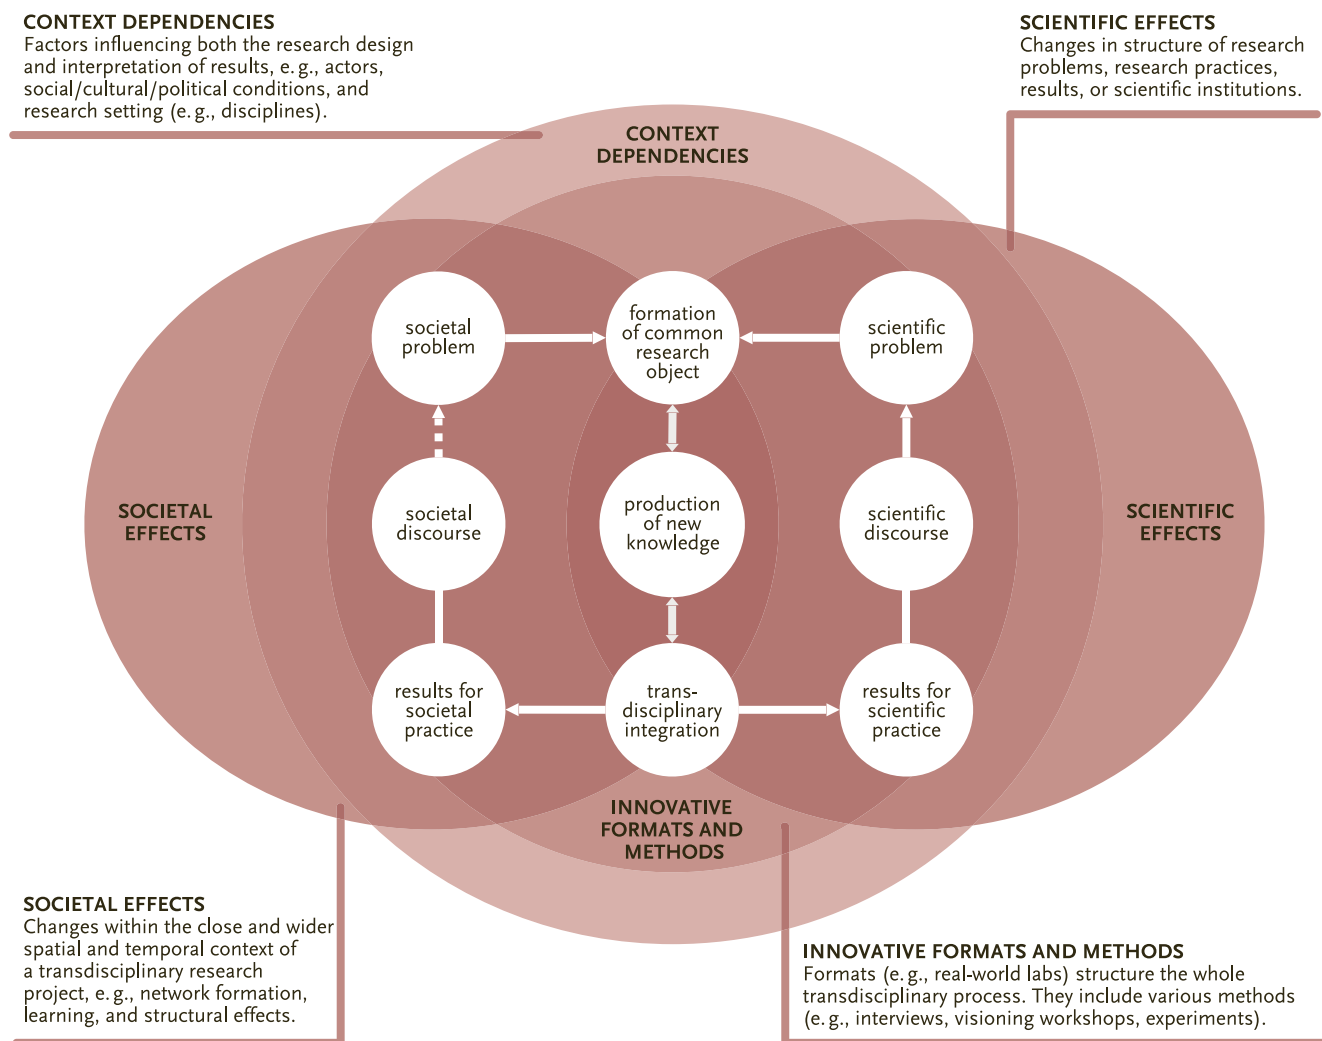 CONTEXT DEPENDENCIES
Factors influencing both the research design
and interpretation of results, e. g., actors,
social/cultural/political conditions, and
research setting (e. g., disciplines).
SCIENTIFIC EFFECTS
Changes in structure of research
problems, research practices,
results, or scientific institutions.
CONTEXT
DEPENDENCIES
societal
problem
formation
of common
research
object
scientific
problem
SOCIETAL
EFFECTS
societal
discourse
production
of new
knowledge
scientific
discourse
SCIENTIFIC
EFFECTS
results for
societal
practice
trans-
disciplinary
integration
results for
scientific
practice
INNOVATIVE
FORMATS AND
METHODS
SOCIETAL EFFECTS
Changes within the close and wider
spatial and temporal context of
a transdisciplinary research
project, e. g., network formation,
learning, and structural effects.
INNOVATIVE FORMATS AND METHODS
Formats (e. g., real-world labs) structure the whole
transdisciplinary process. They include various methods
(e. g., interviews, visioning workshops, experiments).